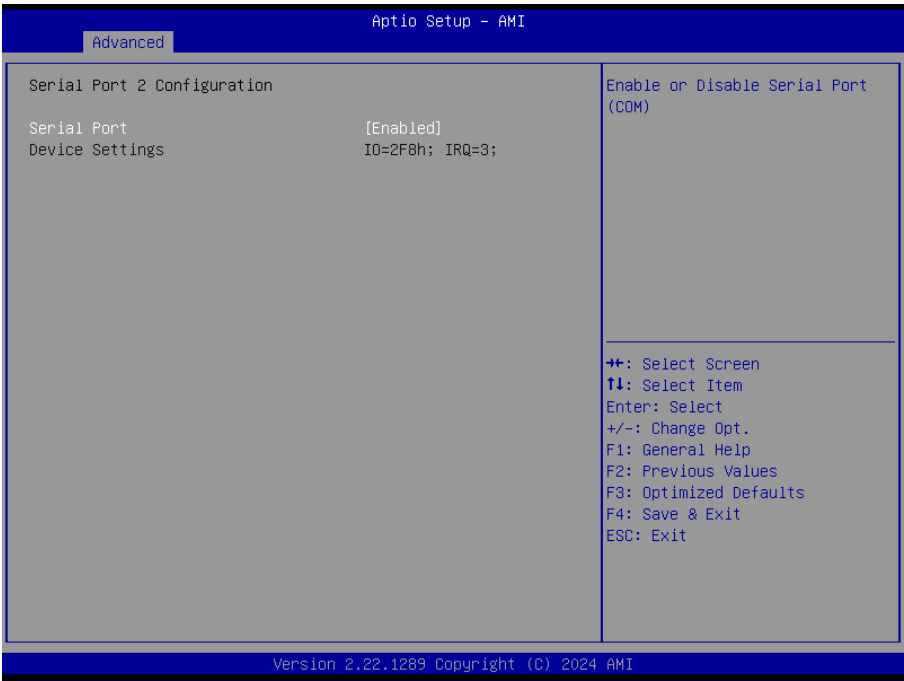 Aptio Setup – AMI
Advanced
Serial Port 2 Configuration
Serial Port [Enabled]
Device Settings IO=2F8h; IRQ=3;
Enable or Disable Serial Port
(COM)
→←: Select Screen
↑↓: Select Item
Enter: Select
+/-: Change Opt.
F1: General Help
F2: Previous Values
F3: Optimized Defaults
F4: Save & Exit
ESC: Exit
Version 2.22.1289 Copyright (C) 2024 AMI